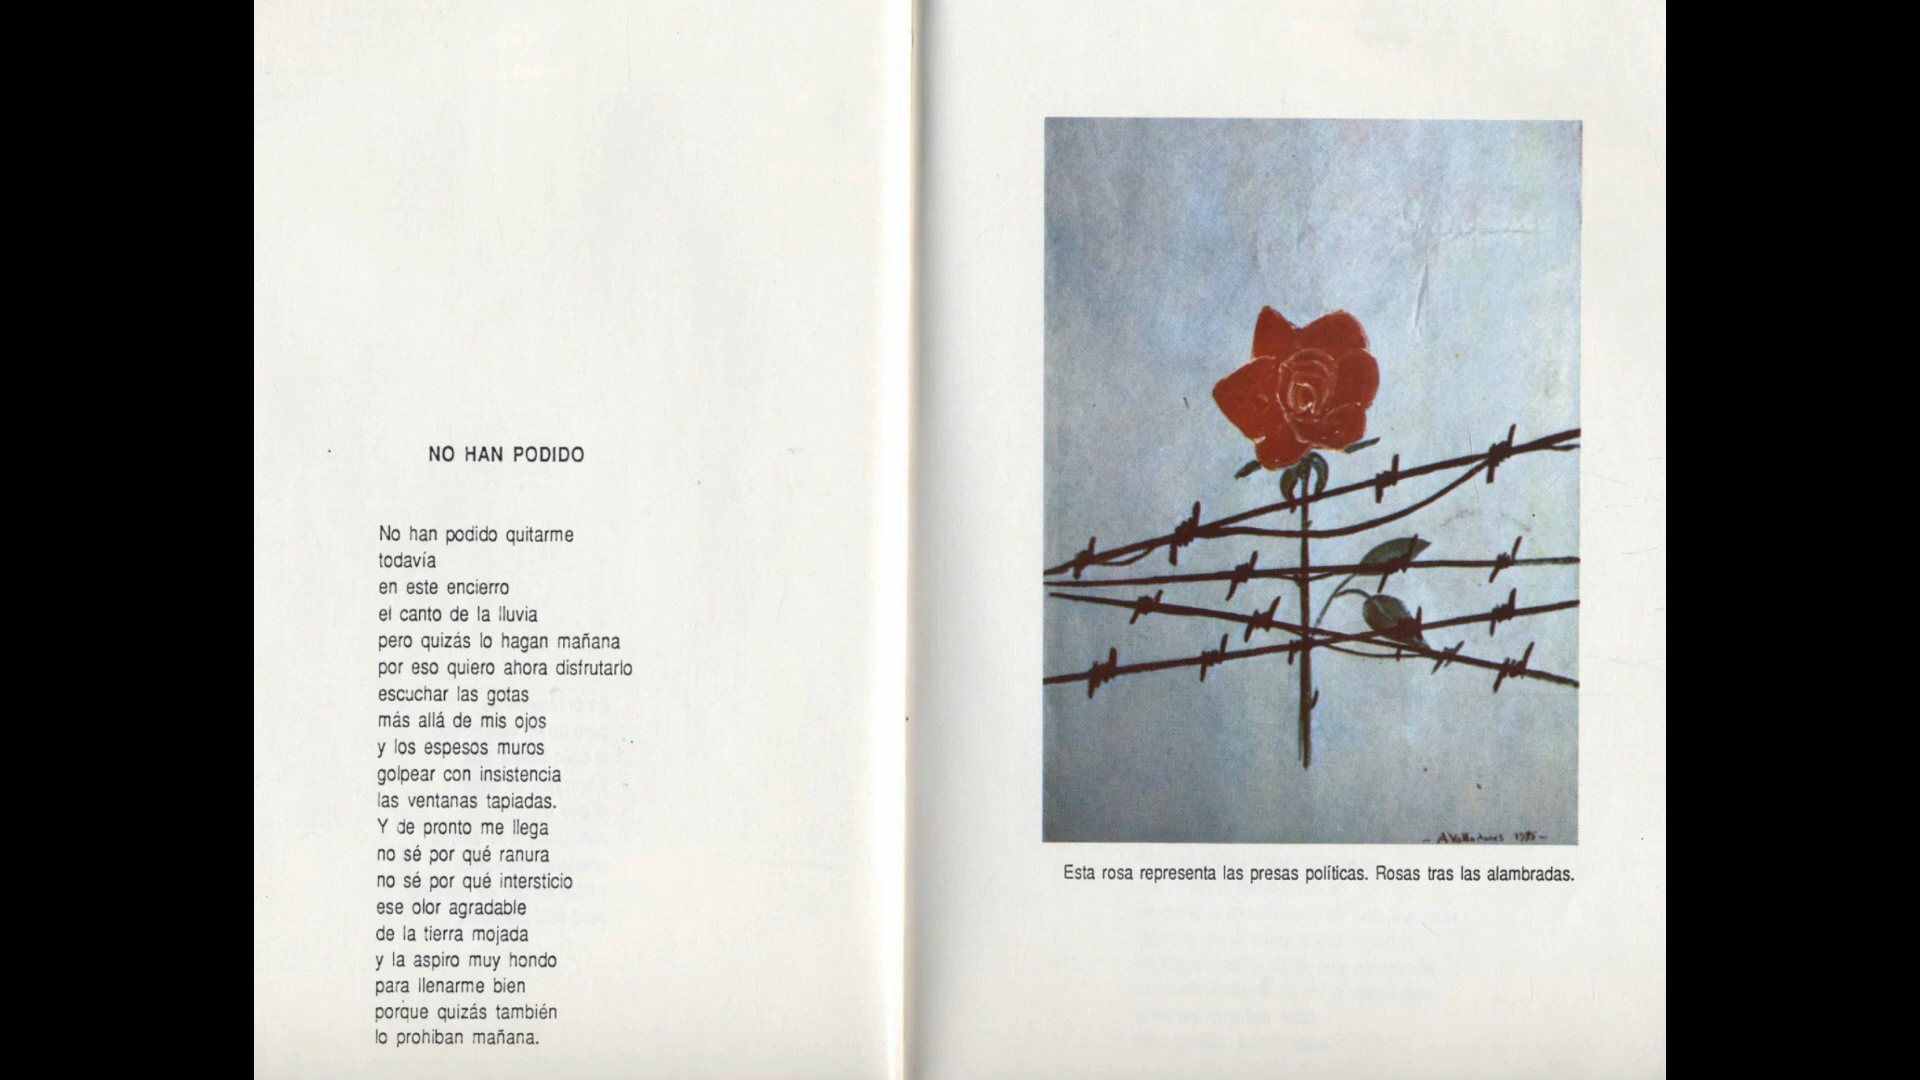 NO HAN PODIDO
No han podido quitarme
todavía
en este encierro
el canto de la lluvia
pero quizás lo hagan mañana
por eso quiero ahora disfrutarlo
escuchar las gotas
más allá de mis ojos
y los espesos muros
golpear con insistencia
las ventanas tapiadas.
Y de pronto me llega
no sé por qué ranura
no sé por qué intersticio
ese olor agradable
de la tierra mojada
y la aspiro muy hondo
para llenarme bien
porque quizás también
lo prohiban mañana.
- A. Valladares 1985 -
Esta rosa representa las presas políticas. Rosas tras las alambradas.